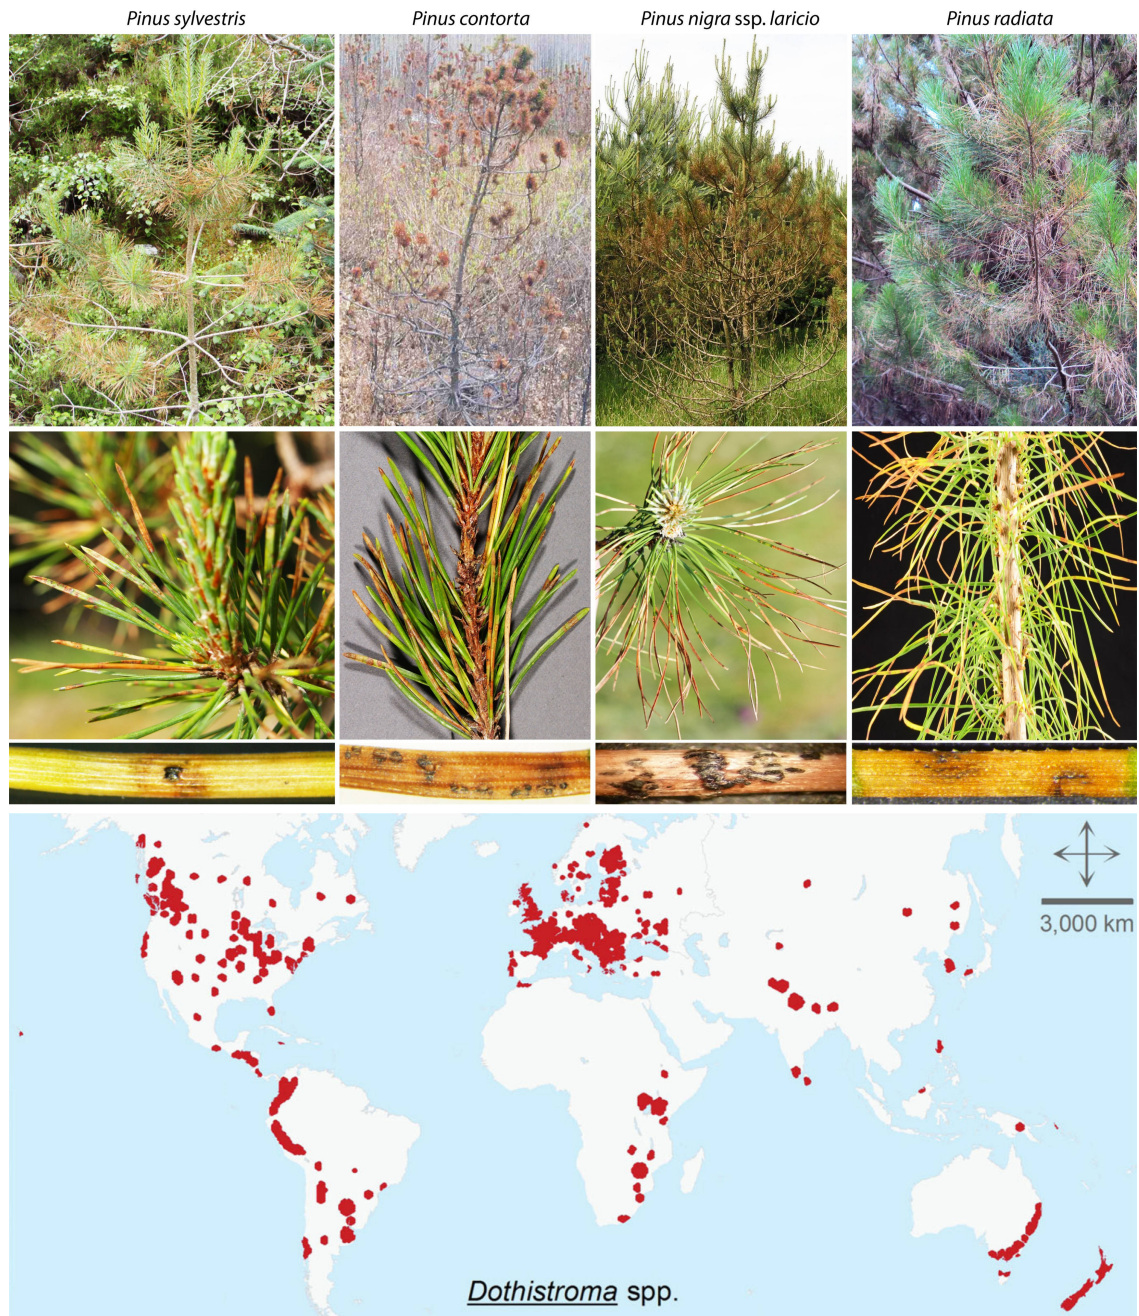 Pinus sylvestris
Pinus contorta
Pinus nigra ssp. laricio
Pinus radiata
3,000 km
Dothistroma spp.